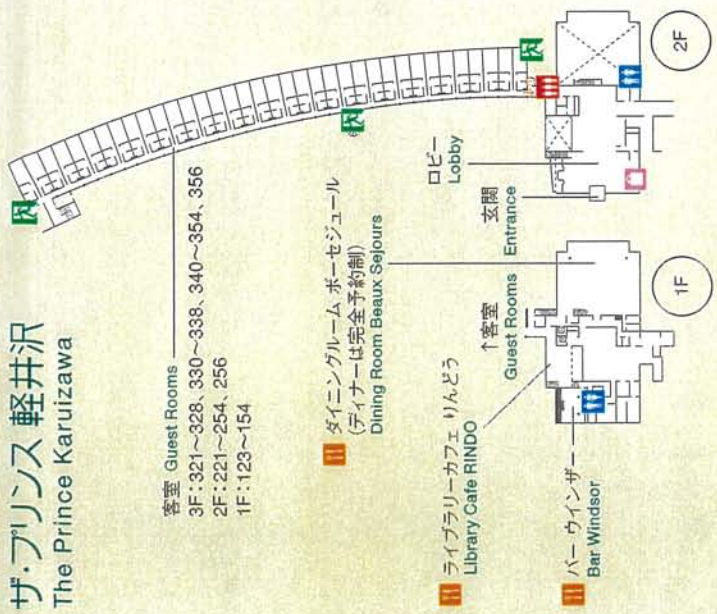 ザ・プリンス 軽井沢
The Prince Karuizawa
客室 Guest Rooms
3F:321～328、330～338、340～354、356
2F:221～254、256
1F:123～154
ダイニングルーム ボーセジュール
(ディナーは完全予約制)
Dining Room Beaux Sejours
ライブラリーカフェ りんどう
Library Cafe RINDO
バー ウインザー
Bar Windsor
↑客室
Guest Rooms
1F
ロビー
Lobby
玄関
Entrance
2F